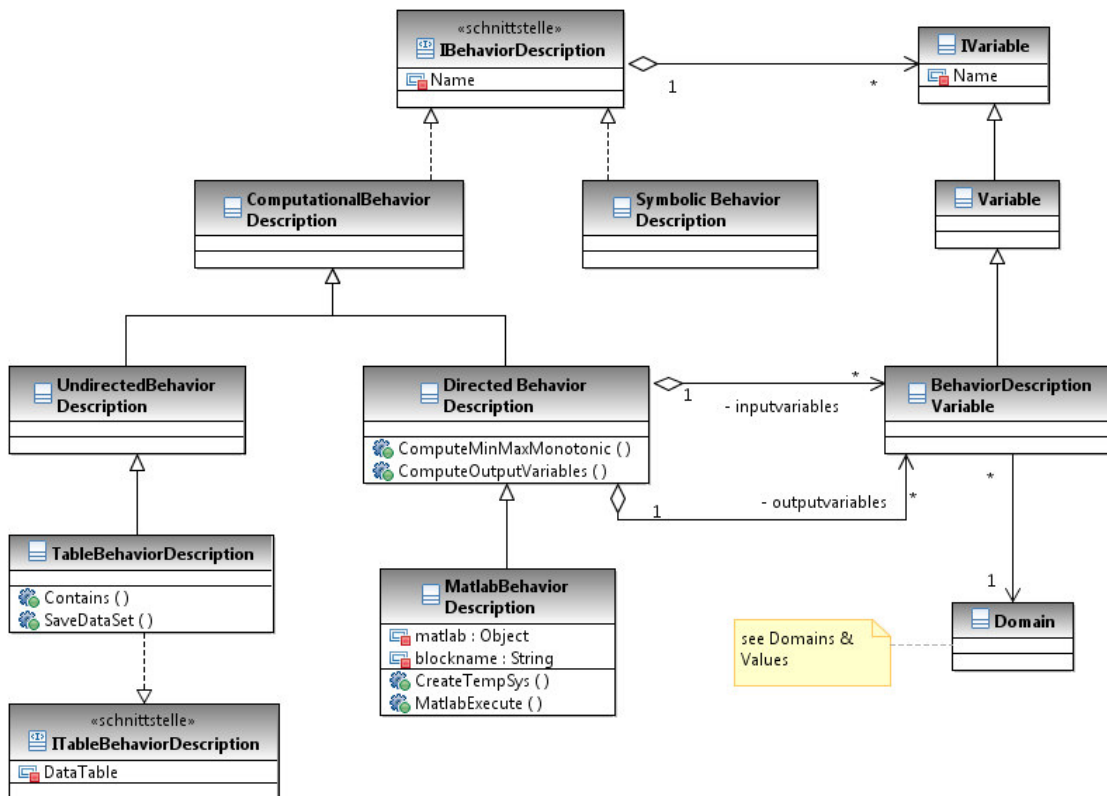 «schnittstelle»
IBehaviorDescription
Name
1
*
IVariable
Name
ComputationalBehavior
Description
Symbolic Behavior
Description
Variable
UndirectedBehavior
Description
Directed Behavior
Description
ComputeMinMaxMonotonic ( )
ComputeOutputVariables ( )
1
*
- inputvariables
BehaviorDescription
Variable
1
- outputvariables
*
*
1
TableBehaviorDescription
Contains ( )
SaveDataSet ( )
MatlabBehavior
Description
matlab : Object
blockname : String
CreateTempSys ( )
MatlabExecute ( )
see Domains &
Values
Domain
«schnittstelle»
ITableBehaviorDescription
DataTable